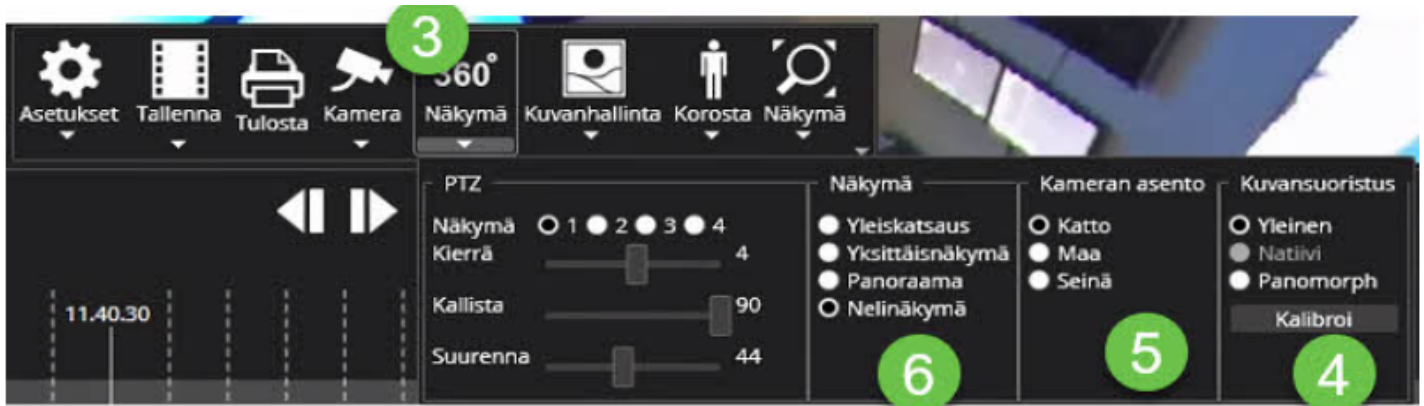 3
360°
Asetukset
Tallenna
Tulosta
Kamera
Näkymä
Kuvanhallinta
Korosta
Näkymä
PTZ
Näkymä 1 2 3 4
Kierrä 4
Kallista 90
Suurenna 44
Näkymä
Yleiskatsaus
Yksittäisnäkymä
Panoraama
Nelinäkymä
6
Kameran asento
Katto
Maa
Seinä
5
Kuvansuoristus
Yleinen
Natiivi
Panomorph
Kalibroi
4
11.40.30